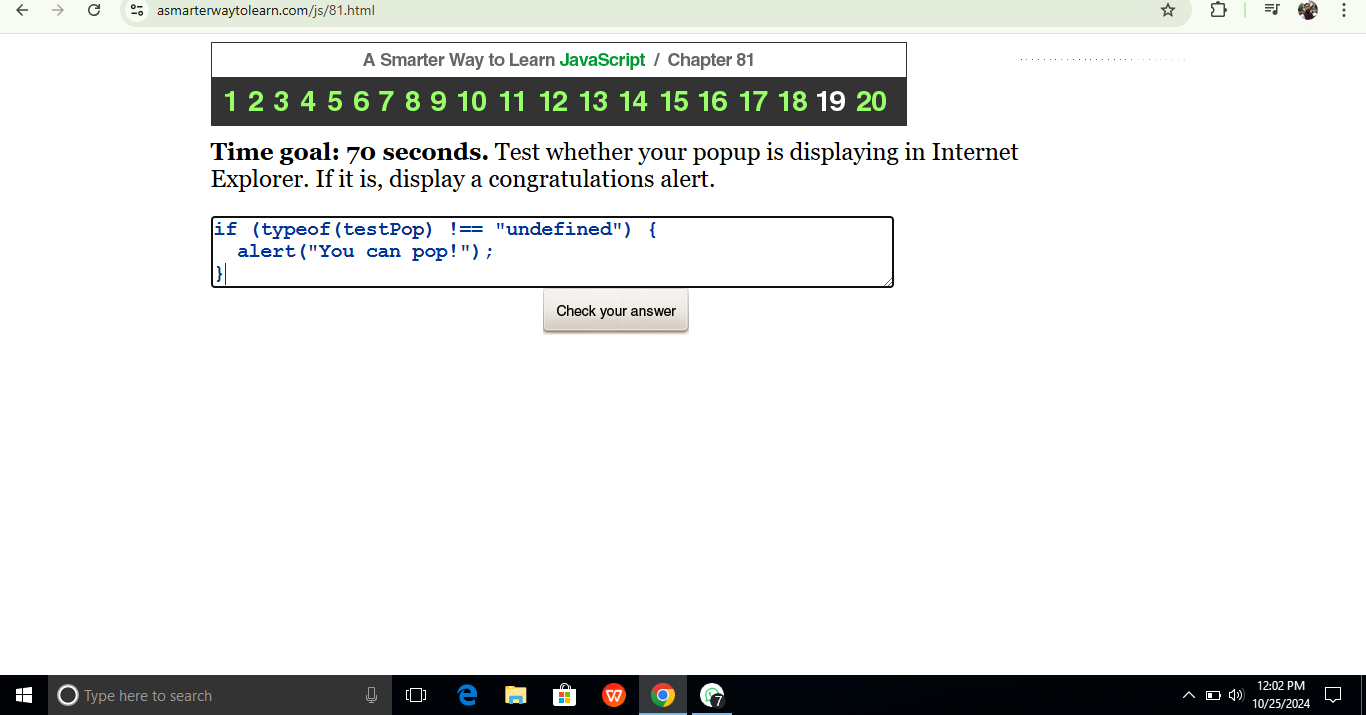 asmarterwaytolearn.com/js/81.html
A Smarter Way to Learn JavaScript / Chapter 81
1 2 3 4 5 6 7 8 9 10 11 12 13 14 15 16 17 18 19 20
Time goal: 70 seconds. Test whether your popup is displaying in Internet
Explorer. If it is, display a congratulations alert.
if (typeof(testPop) !== "undefined") {
  alert("You can pop!");
}
Check your answer
Type here to search
7
12:02 PM
10/25/2024